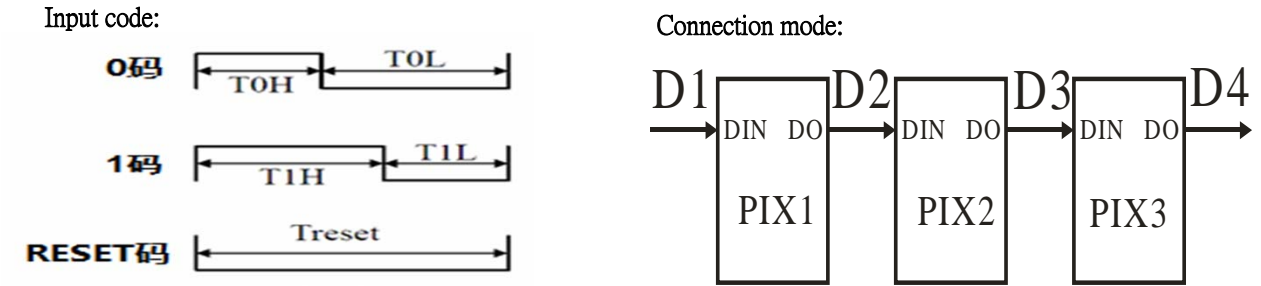 Input code:
0码
T0H
T0L
1码
T1H
T1L
RESET码
Treset
Connection mode:
D1
D2
D3
D4
DIN DO
DIN DO
DIN DO
PIX1
PIX2
PIX3